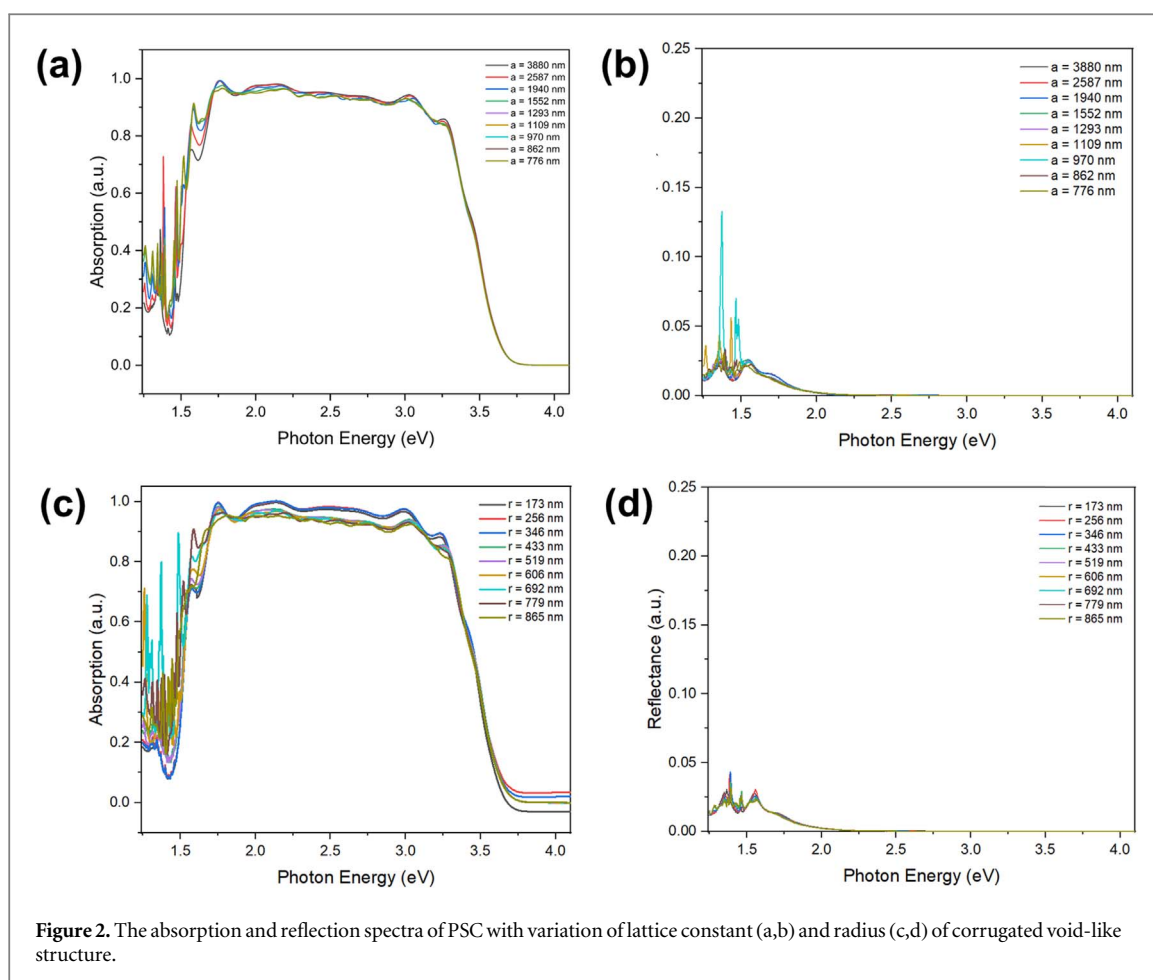 (a)
1.0
0.8
0.6
0.4
0.2
0.0
Absorption (a.u.)
1.5 2.0 2.5 3.0 3.5 4.0
Photon Energy (eV)
a = 3880 nm
a = 2587 nm
a = 1940 nm
a = 1552 nm
a = 1293 nm
a = 1109 nm
a = 970 nm
a = 862 nm
a = 776 nm
(b)
0.25
0.20
0.15
0.10
0.05
0.00
1.5 2.0 2.5 3.0 3.5 4.0
Photon Energy (eV)
a = 3880 nm
a = 2587 nm
a = 1940 nm
a = 1552 nm
a = 1293 nm
a = 1109 nm
a = 970 nm
a = 862 nm
a = 776 nm
(c)
1.0
0.8
0.6
0.4
0.2
0.0
Absorption (a.u.)
1.5 2.0 2.5 3.0 3.5 4.0
Photon Energy (eV)
r = 173 nm
r = 256 nm
r = 346 nm
r = 433 nm
r = 519 nm
r = 606 nm
r = 692 nm
r = 779 nm
r = 865 nm
(d)
0.25
0.20
0.15
0.10
0.05
0.00
Reflectance (a.u.)
1.5 2.0 2.5 3.0 3.5 4.0
Photon Energy (eV)
r = 173 nm
r = 256 nm
r = 346 nm
r = 433 nm
r = 519 nm
r = 606 nm
r = 692 nm
r = 779 nm
r = 865 nm
Figure 2. The absorption and reflection spectra of PSC with variation of lattice constant (a,b) and radius (c,d) of corrugated void-like
structure.